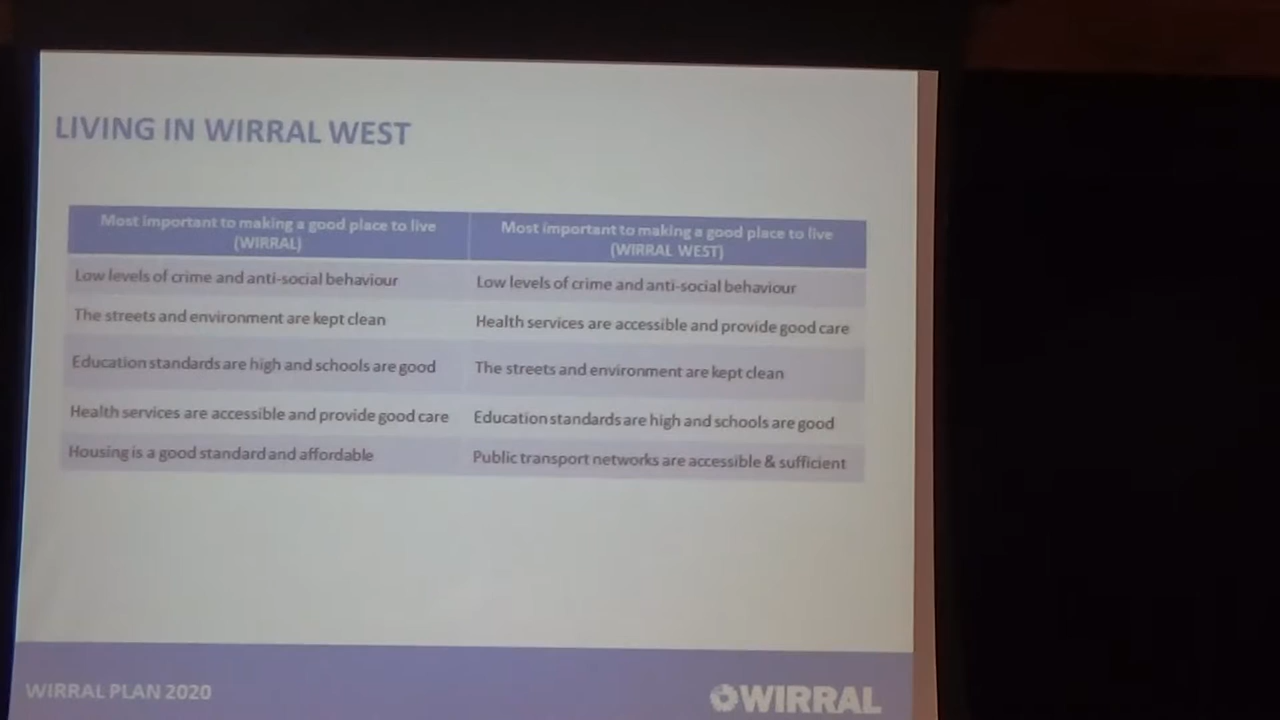 LIVING IN WIRRAL WEST
Most important to making a good place to live
(WIRRAL)
Most important to making a good place to live
(WIRRAL WEST)
Low levels of crime and anti-social behaviour
Low levels of crime and anti-social behaviour
The streets and environment are kept clean
Health services are accessible and provide good care
Education standards are high and schools are good
The streets and environment are kept clean
Health services are accessible and provide good care
Education standards are high and schools are good
Housing is a good standard and affordable
Public transport networks are accessible & sufficient
WIRRAL PLAN 2020
WIRRAL